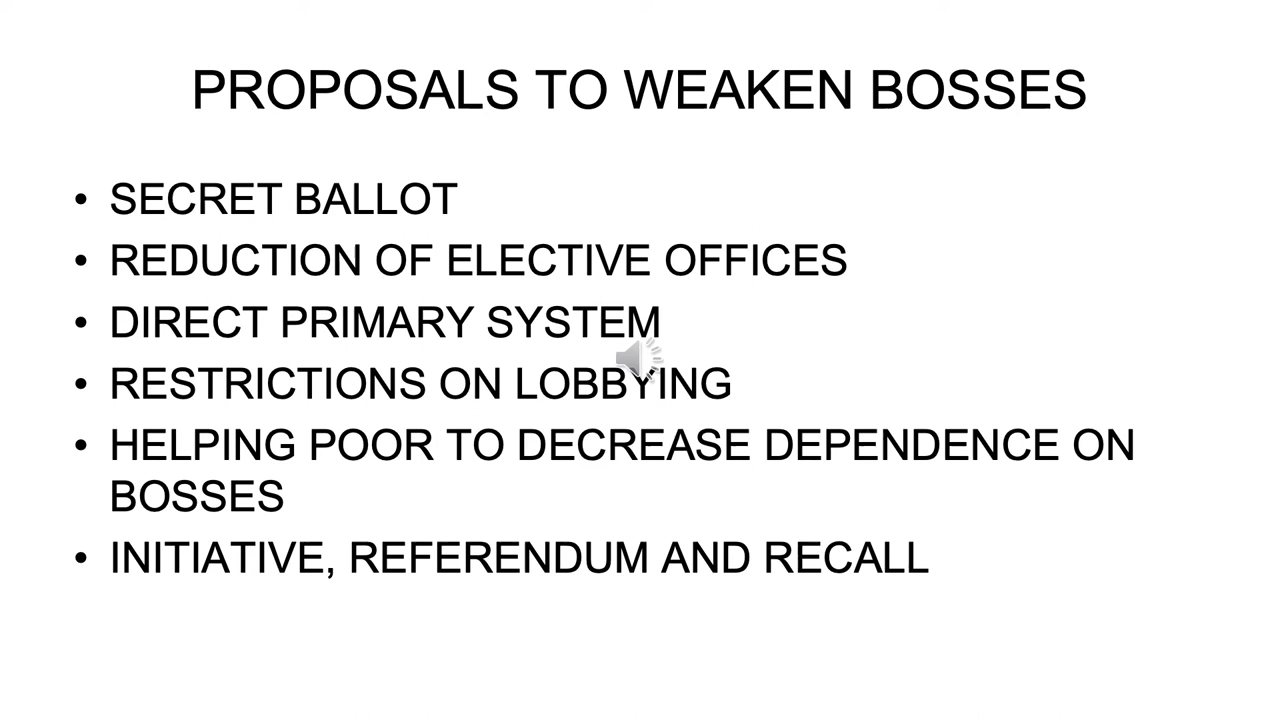 PROPOSALS TO WEAKEN BOSSES
• SECRET BALLOT
• REDUCTION OF ELECTIVE OFFICES
• DIRECT PRIMARY SYSTEM
• RESTRICTIONS ON LOBBYING
• HELPING POOR TO DECREASE DEPENDENCE ON
BOSSES
• INITIATIVE, REFERENDUM AND RECALL